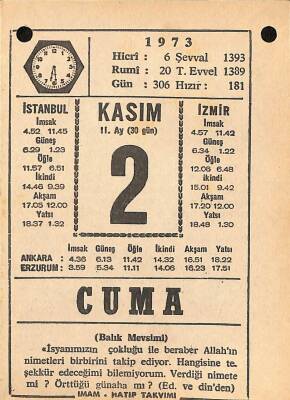 1973
Hicrî : 6 Şevval 1393
Rumî : 20 T. Evvel 1389
Gün : 306 Hızır : 181
İSTANBUL
İmsak
4.52 11.45
Güneş
6.29 1.23
Öğle
11.57 6.51
İkindi
14.46 9.39
Akşam
17.05 12.00
Yatsı
18.37 1.32
KASIM
11. Ay (30 gün)
2
İZMİR
İmsak
4.57 11.42
Güneş
6.34 1.22
Öğle
12.06 6.48
İkindi
15.01 9.42
Akşam
17.20 12.00
Yatsı
18.48 1.30
İmsak Güneş Öğle İkindi Akşam Yatsı
ANKARA : 4.36 6.13 11.42 14.32 16.51 18.22
ERZURUM : 3.59 5.34 11.11 14.06 16.23 17.51
CUMA
(Balık Mevsimi)
«İsyanımızın çokluğu ile beraber Allah'ın
nimetleri birbirini takip ediyor. Hangisine te-
şekkür edeceğimi bilemiyorum. Verdiği nimete
mi ? Örttüğü günaha mı ? (Ed. ve din'den)
İMAM - HATİP TAKVİMİ